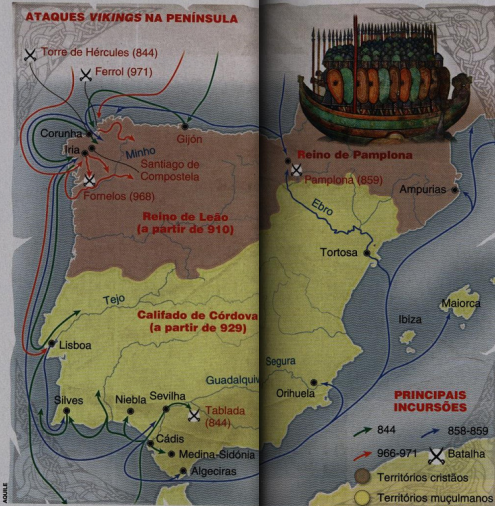 ATAQUES VIKINGS NA PENÍNSULA
Torre de Hércules (844)
Ferrol (971)
Corunha
Gijón
Iria
Minho
Santiago de
Compostela
Fornelos (968)
Reino de Pamplona
Pamplona (859)
Ampurias
Reino de Leão
(a partir de 910)
Ebro
Tortosa
Tejo
Califado de Córdova
(a partir de 929)
Maiorca
Ibiza
Lisboa
Segura
Guadalqui
Orihuela
Silves
Niebla
Sevilha
Tablada
(844)
Cádis
Medina-Sidónia
Algeciras
PRINCIPAIS
INCURSÕES
844
858-859
966-971
Batalha
Territórios cristãos
Territórios muçulmanos
AQUILE